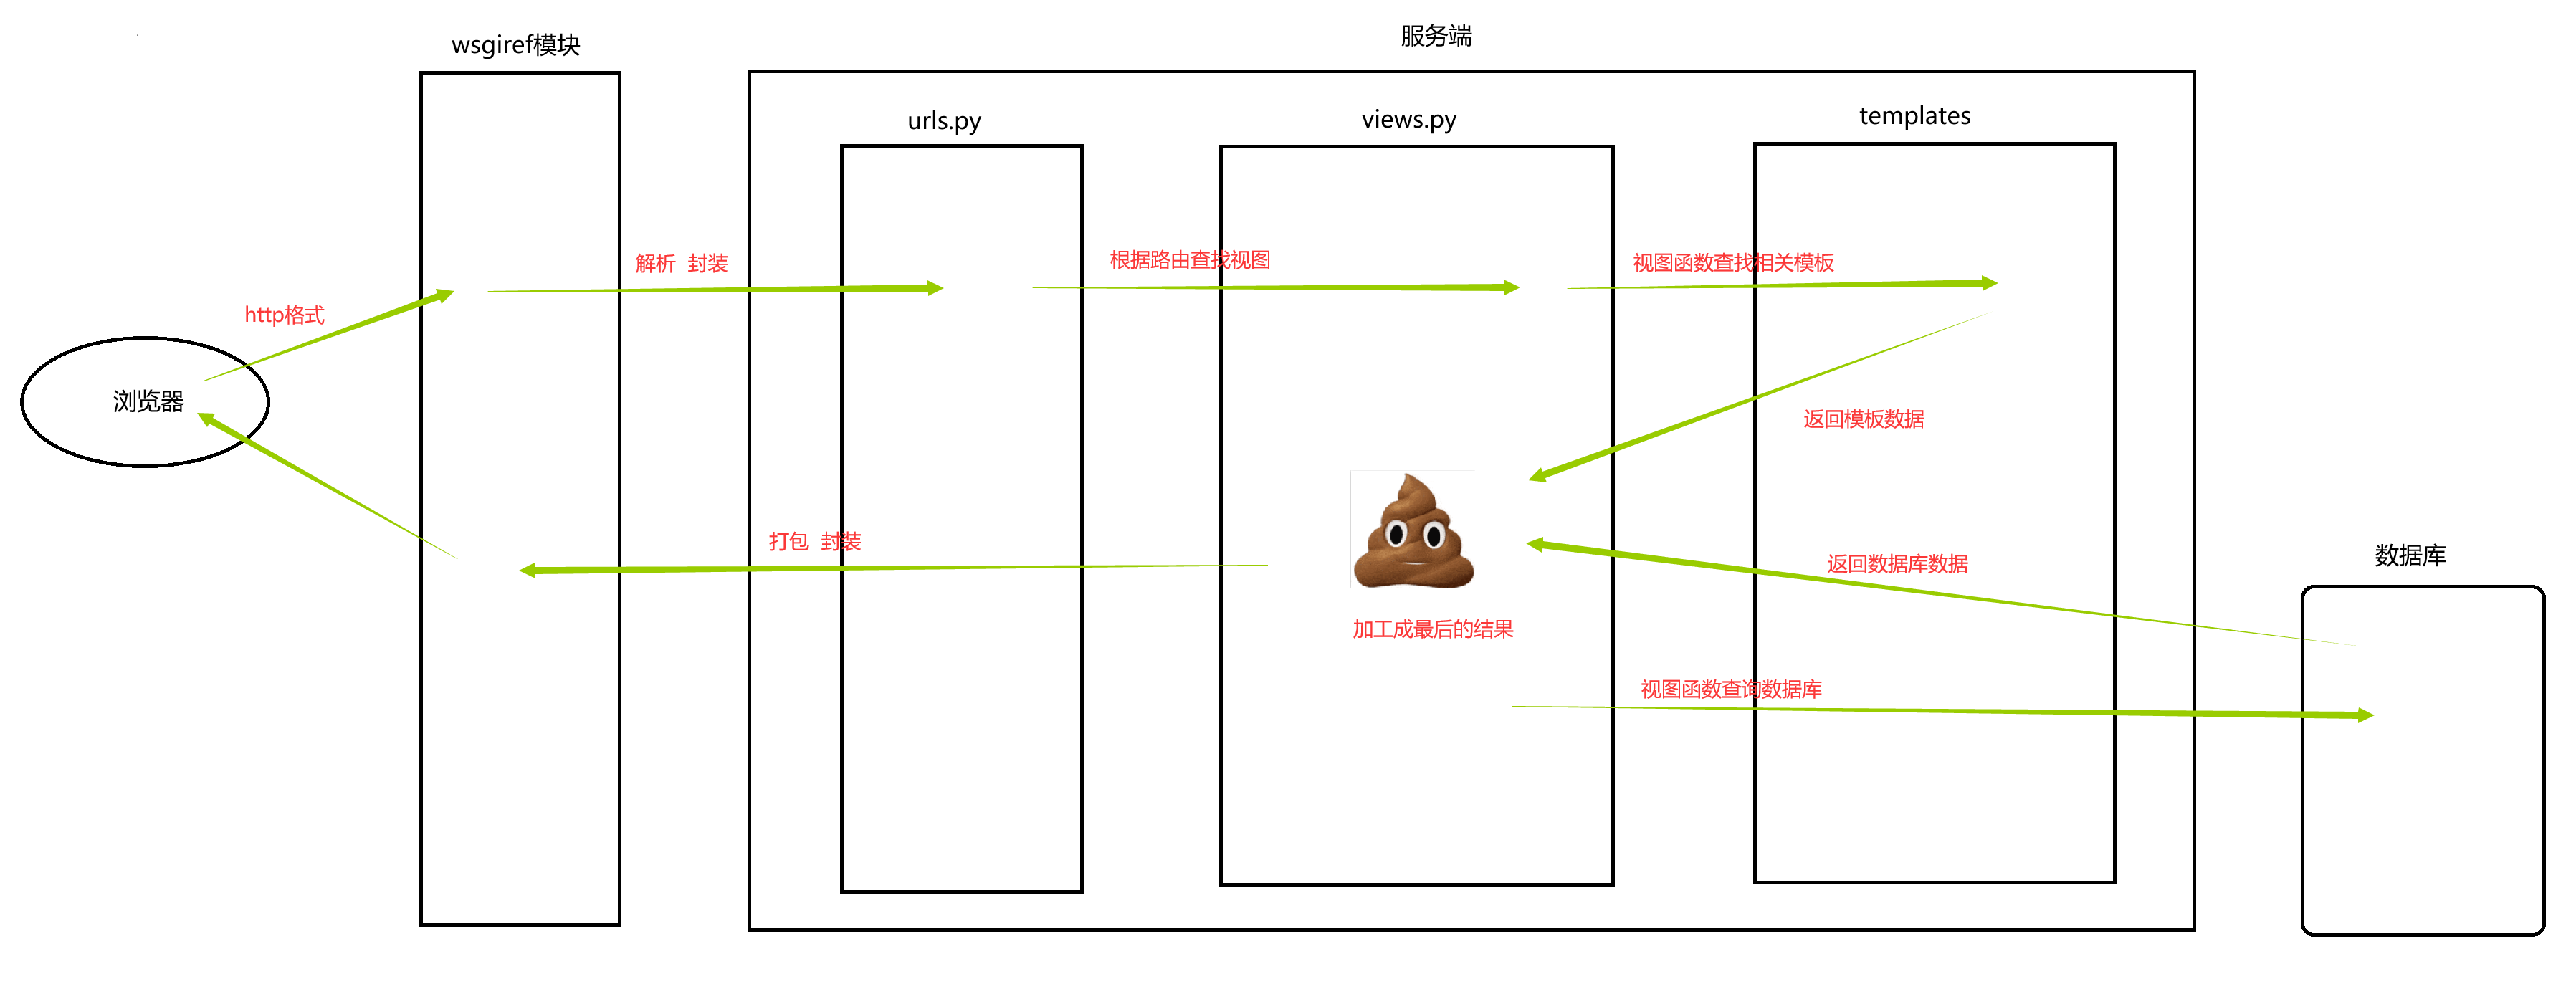 wsgiref模块
服务端
urls.py
views.py
templates
解析 封装
根据路由查找视图
视图函数查找相关模板
http格式
浏览器
返回模板数据
打包 封装
返回数据库数据
数据库
加工成最后的结果
视图函数查询数据库